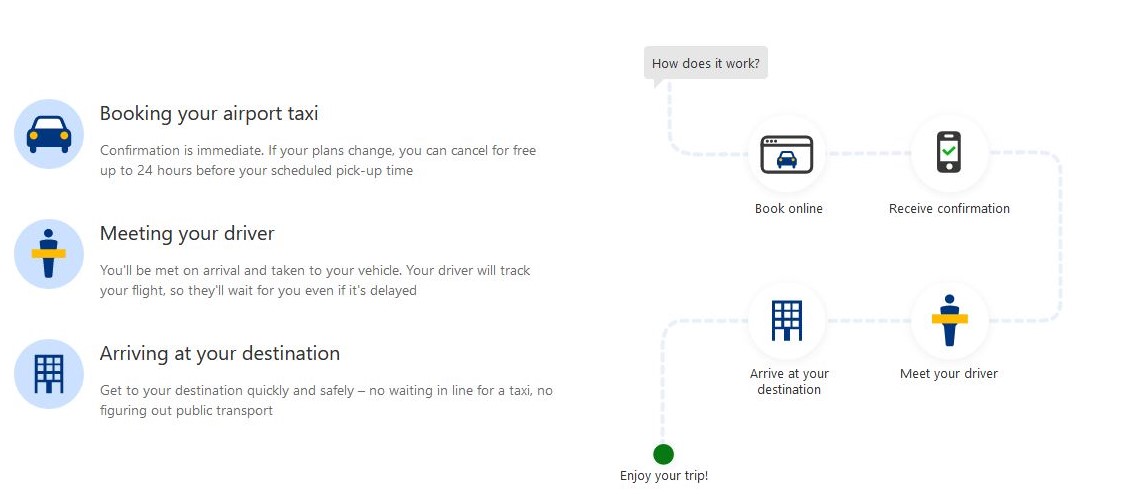 Booking your airport taxi
Confirmation is immediate. If your plans change, you can cancel for free
up to 24 hours before your scheduled pick-up time
Meeting your driver
You'll be met on arrival and taken to your vehicle. Your driver will track
your flight, so they'll wait for you even if it's delayed
Arriving at your destination
Get to your destination quickly and safely – no waiting in line for a taxi, no
figuring out public transport
How does it work?
Book online
Receive confirmation
Meet your driver
Arrive at your
destination
Enjoy your trip!